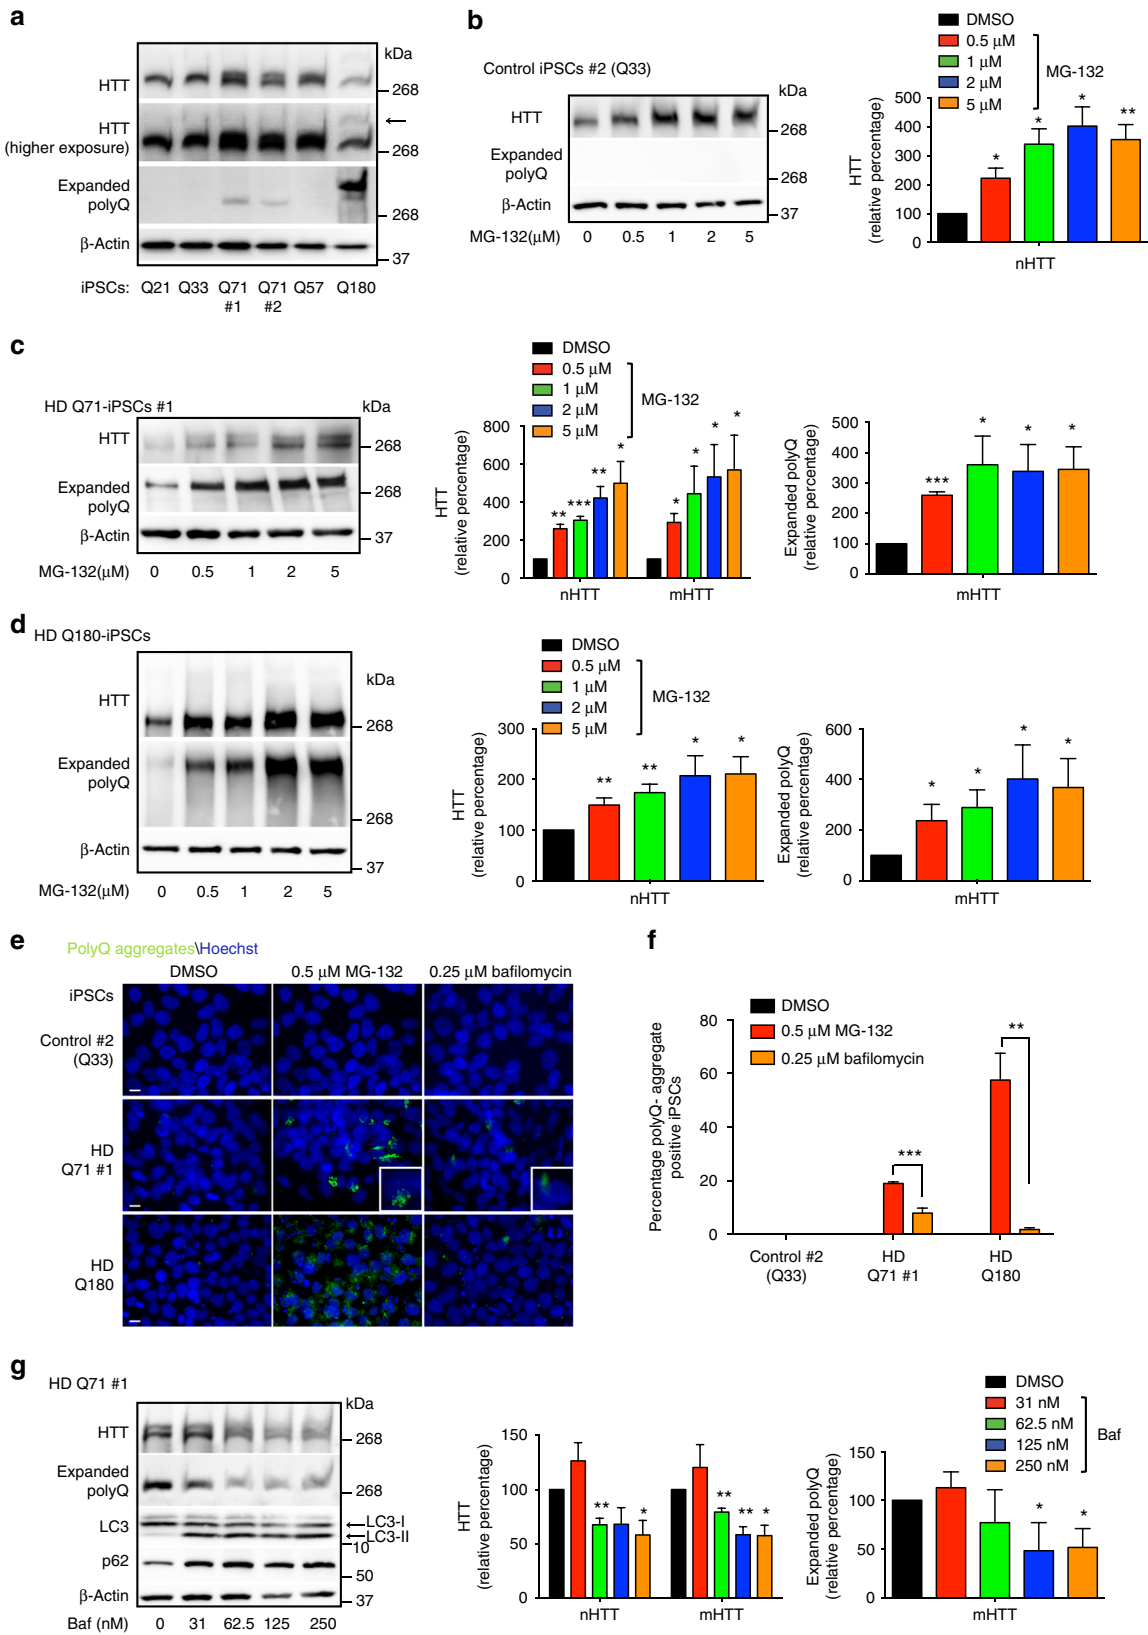 a
kDa
HTT
268
HTT
(higher exposure)
268
Expanded
polyQ
268
β-Actin
37
iPSCs: Q21 Q33 Q71 Q71 Q57 Q180
#1 #2
b
Control iPSCs #2 (Q33)
kDa
HTT
268
Expanded
polyQ
268
β-Actin
37
MG-132(μM) 0 0.5 1 2 5
DMSO
0.5 μM
1 μM
2 μM
5 μM
MG-132
HTT
(relative percentage)
500
400
300
200
100
0
* * * **
nHTT
c
HD Q71-iPSCs #1
kDa
HTT
268
Expanded
polyQ
268
β-Actin
37
MG-132(μM) 0 0.5 1 2 5
DMSO
0.5 μM
1 μM
2 μM
5 μM
MG-132
HTT
(relative percentage)
800
600
400
200
0
** *** ** * * * * *
nHTT mHTT
Expanded polyQ
(relative percentage)
500
400
300
200
100
0
*** * * *
mHTT
d
HD Q180-iPSCs
kDa
HTT
268
Expanded
polyQ
268
β-Actin
37
MG-132(μM) 0 0.5 1 2 5
DMSO
0.5 μM
1 μM
2 μM
5 μM
MG-132
HTT
(relative percentage)
300
200
100
0
** ** * *
nHTT
Expanded polyQ
(relative percentage)
600
400
200
0
* * * *
mHTT
e
PolyQ aggregates\Hoechst
DMSO 0.5 μM MG-132 0.25 μM bafilomycin
iPSCs
Control #2
(Q33)
HD
Q71 #1
HD
Q180
f
DMSO
0.5 μM MG-132
0.25 μM bafilomycin
Percentage polyQ- aggregate
positive iPSCs
80
60
40
20
0
*** **
Control #2 HD HD
(Q33) Q71 #1 Q180
g
HD Q71 #1
kDa
HTT
268
Expanded
polyQ
268
LC3
LC3-I
LC3-II
10
p62
50
β-Actin
37
Baf (nM) 0 31 62.5 125 250
HTT
(relative percentage)
150
100
50
0
** * ** ** *
nHTT mHTT
DMSO
31 nM
62.5 nM
125 nM
250 nM
Baf
Expanded polyQ
(relative percentage)
150
100
50
0
* *
mHTT